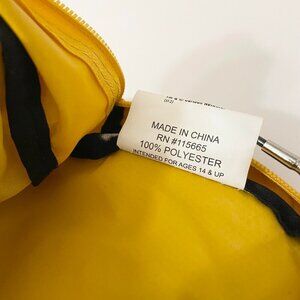 MADE IN CHINA
RN #115665
100% POLYESTER
INTENDED FOR AGES 14 & UP